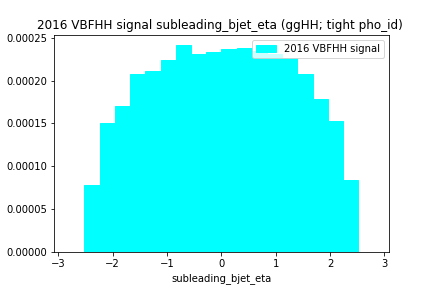 2016 VBFHH signal subleading_bjet_eta (ggHH; tight pho_id)
2016 VBFHH signal
0.00025
0.00020
0.00015
0.00010
0.00005
0.00000
−3 −2 −1 0 1 2 3
subleading_bjet_eta